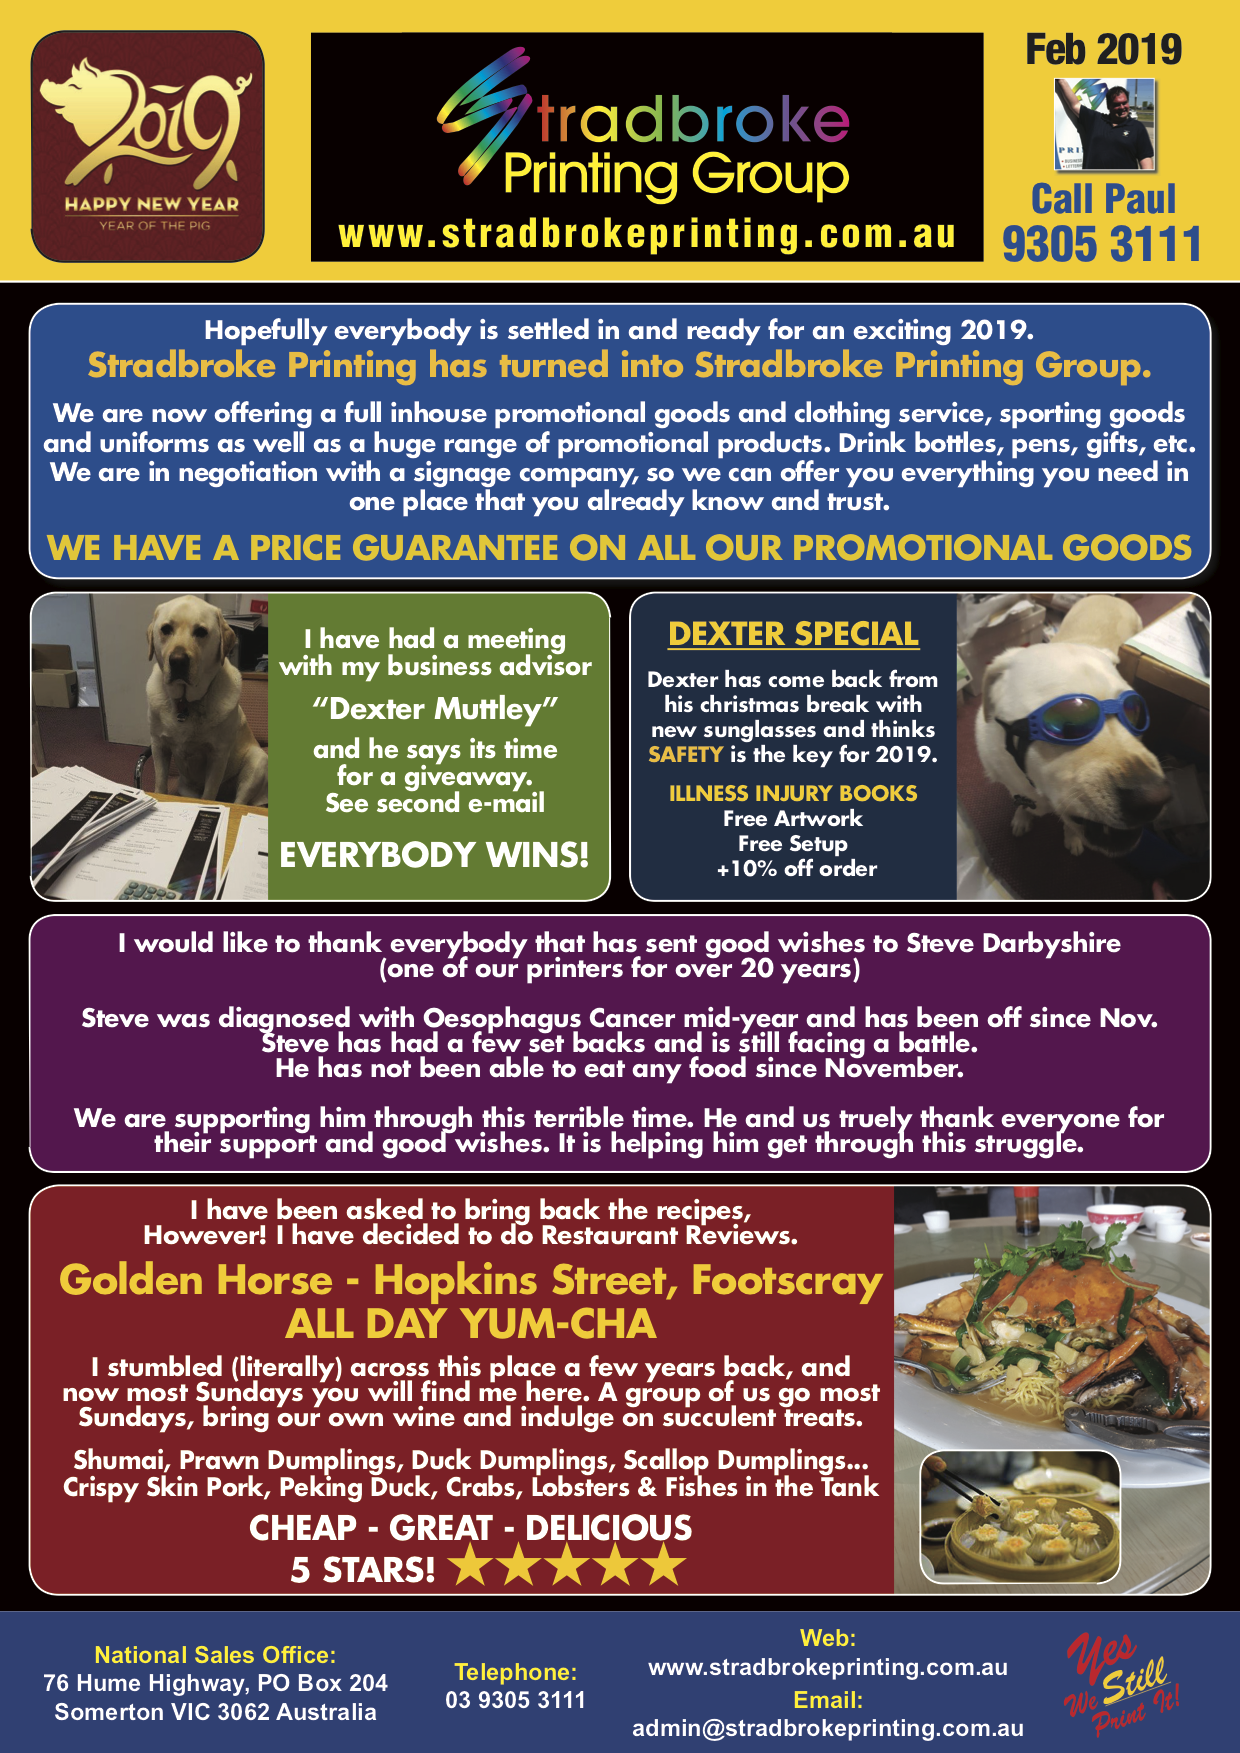 2019
HAPPY NEW YEAR
YEAR OF THE PIG
Stradbroke
Printing Group
www.stradbrokeprinting.com.au
Feb 2019
PRI
Call Paul
9305 3111
Hopefully everybody is settled in and ready for an exciting 2019.
Stradbroke Printing has turned into Stradbroke Printing Group.
We are now offering a full inhouse promotional goods and clothing service, sporting goods
and uniforms as well as a huge range of promotional products. Drink bottles, pens, gifts, etc.
We are in negotiation with a signage company, so we can offer you everything you need in
one place that you already know and trust.
WE HAVE A PRICE GUARANTEE ON ALL OUR PROMOTIONAL GOODS
I have had a meeting
with my business advisor
“Dexter Muttley”
and he says its time
for a giveaway.
See second e-mail
EVERYBODY WINS!
DEXTER SPECIAL
Dexter has come back from
his christmas break with
new sunglasses and thinks
SAFETY is the key for 2019.
ILLNESS INJURY BOOKS
Free Artwork
Free Setup
+10% off order
I would like to thank everybody that has sent good wishes to Steve Darbyshire
(one of our printers for over 20 years)
Steve was diagnosed with Oesophagus Cancer mid-year and has been off since Nov.
Steve has had a few set backs and is still facing a battle.
He has not been able to eat any food since November.
We are supporting him through this terrible time. He and us truely thank everyone for
their support and good wishes. It is helping him get through this struggle.
I have been asked to bring back the recipes,
However! I have decided to do Restaurant Reviews.
Golden Horse - Hopkins Street, Footscray
ALL DAY YUM-CHA
I stumbled (literally) across this place a few years back, and
now most Sundays you will find me here. A group of us go most
Sundays, bring our own wine and indulge on succulent treats.
Shumai, Prawn Dumplings, Duck Dumplings, Scallop Dumplings...
Crispy Skin Pork, Peking Duck, Crabs, Lobsters & Fishes in the Tank
CHEAP - GREAT - DELICIOUS
5 STARS! ★★★★★
National Sales Office:
76 Hume Highway, PO Box 204
Somerton VIC 3062 Australia
Telephone:
03 9305 3111
Web:
www.stradbrokeprinting.com.au
Email:
admin@stradbrokeprinting.com.au
Yes
We Still
Print It!